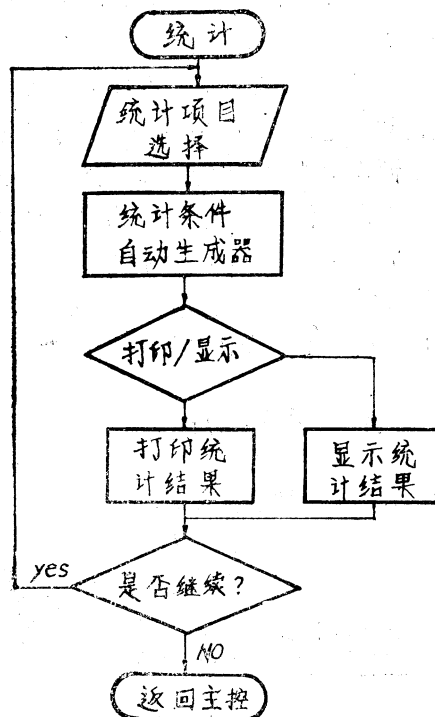 统计
统计项目
选择
统计条件
自动生成器
打印/显示
打印统
计结果
显示统
计结果
yes
是否继续?
NO
返回主控